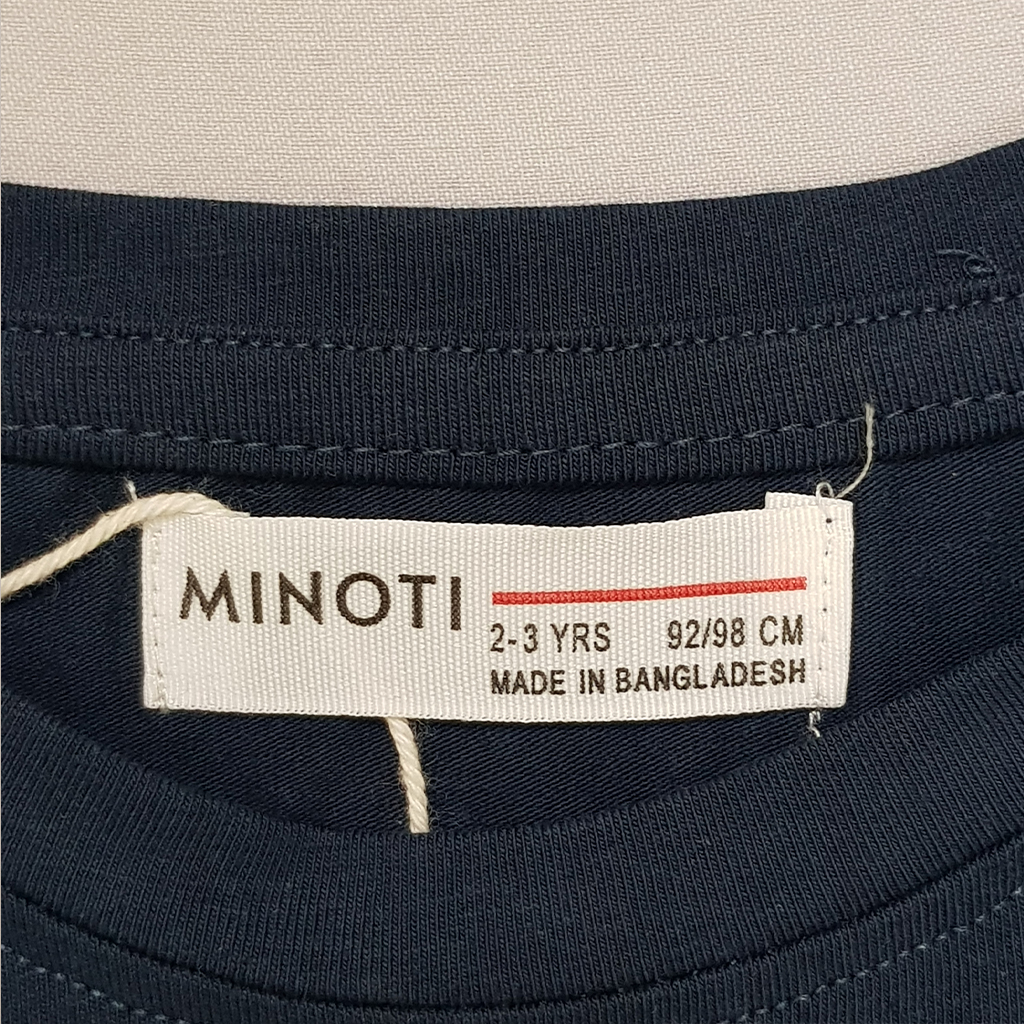 MINOTI
2-3 YRS 92/98 CM
MADE IN BANGLADESH